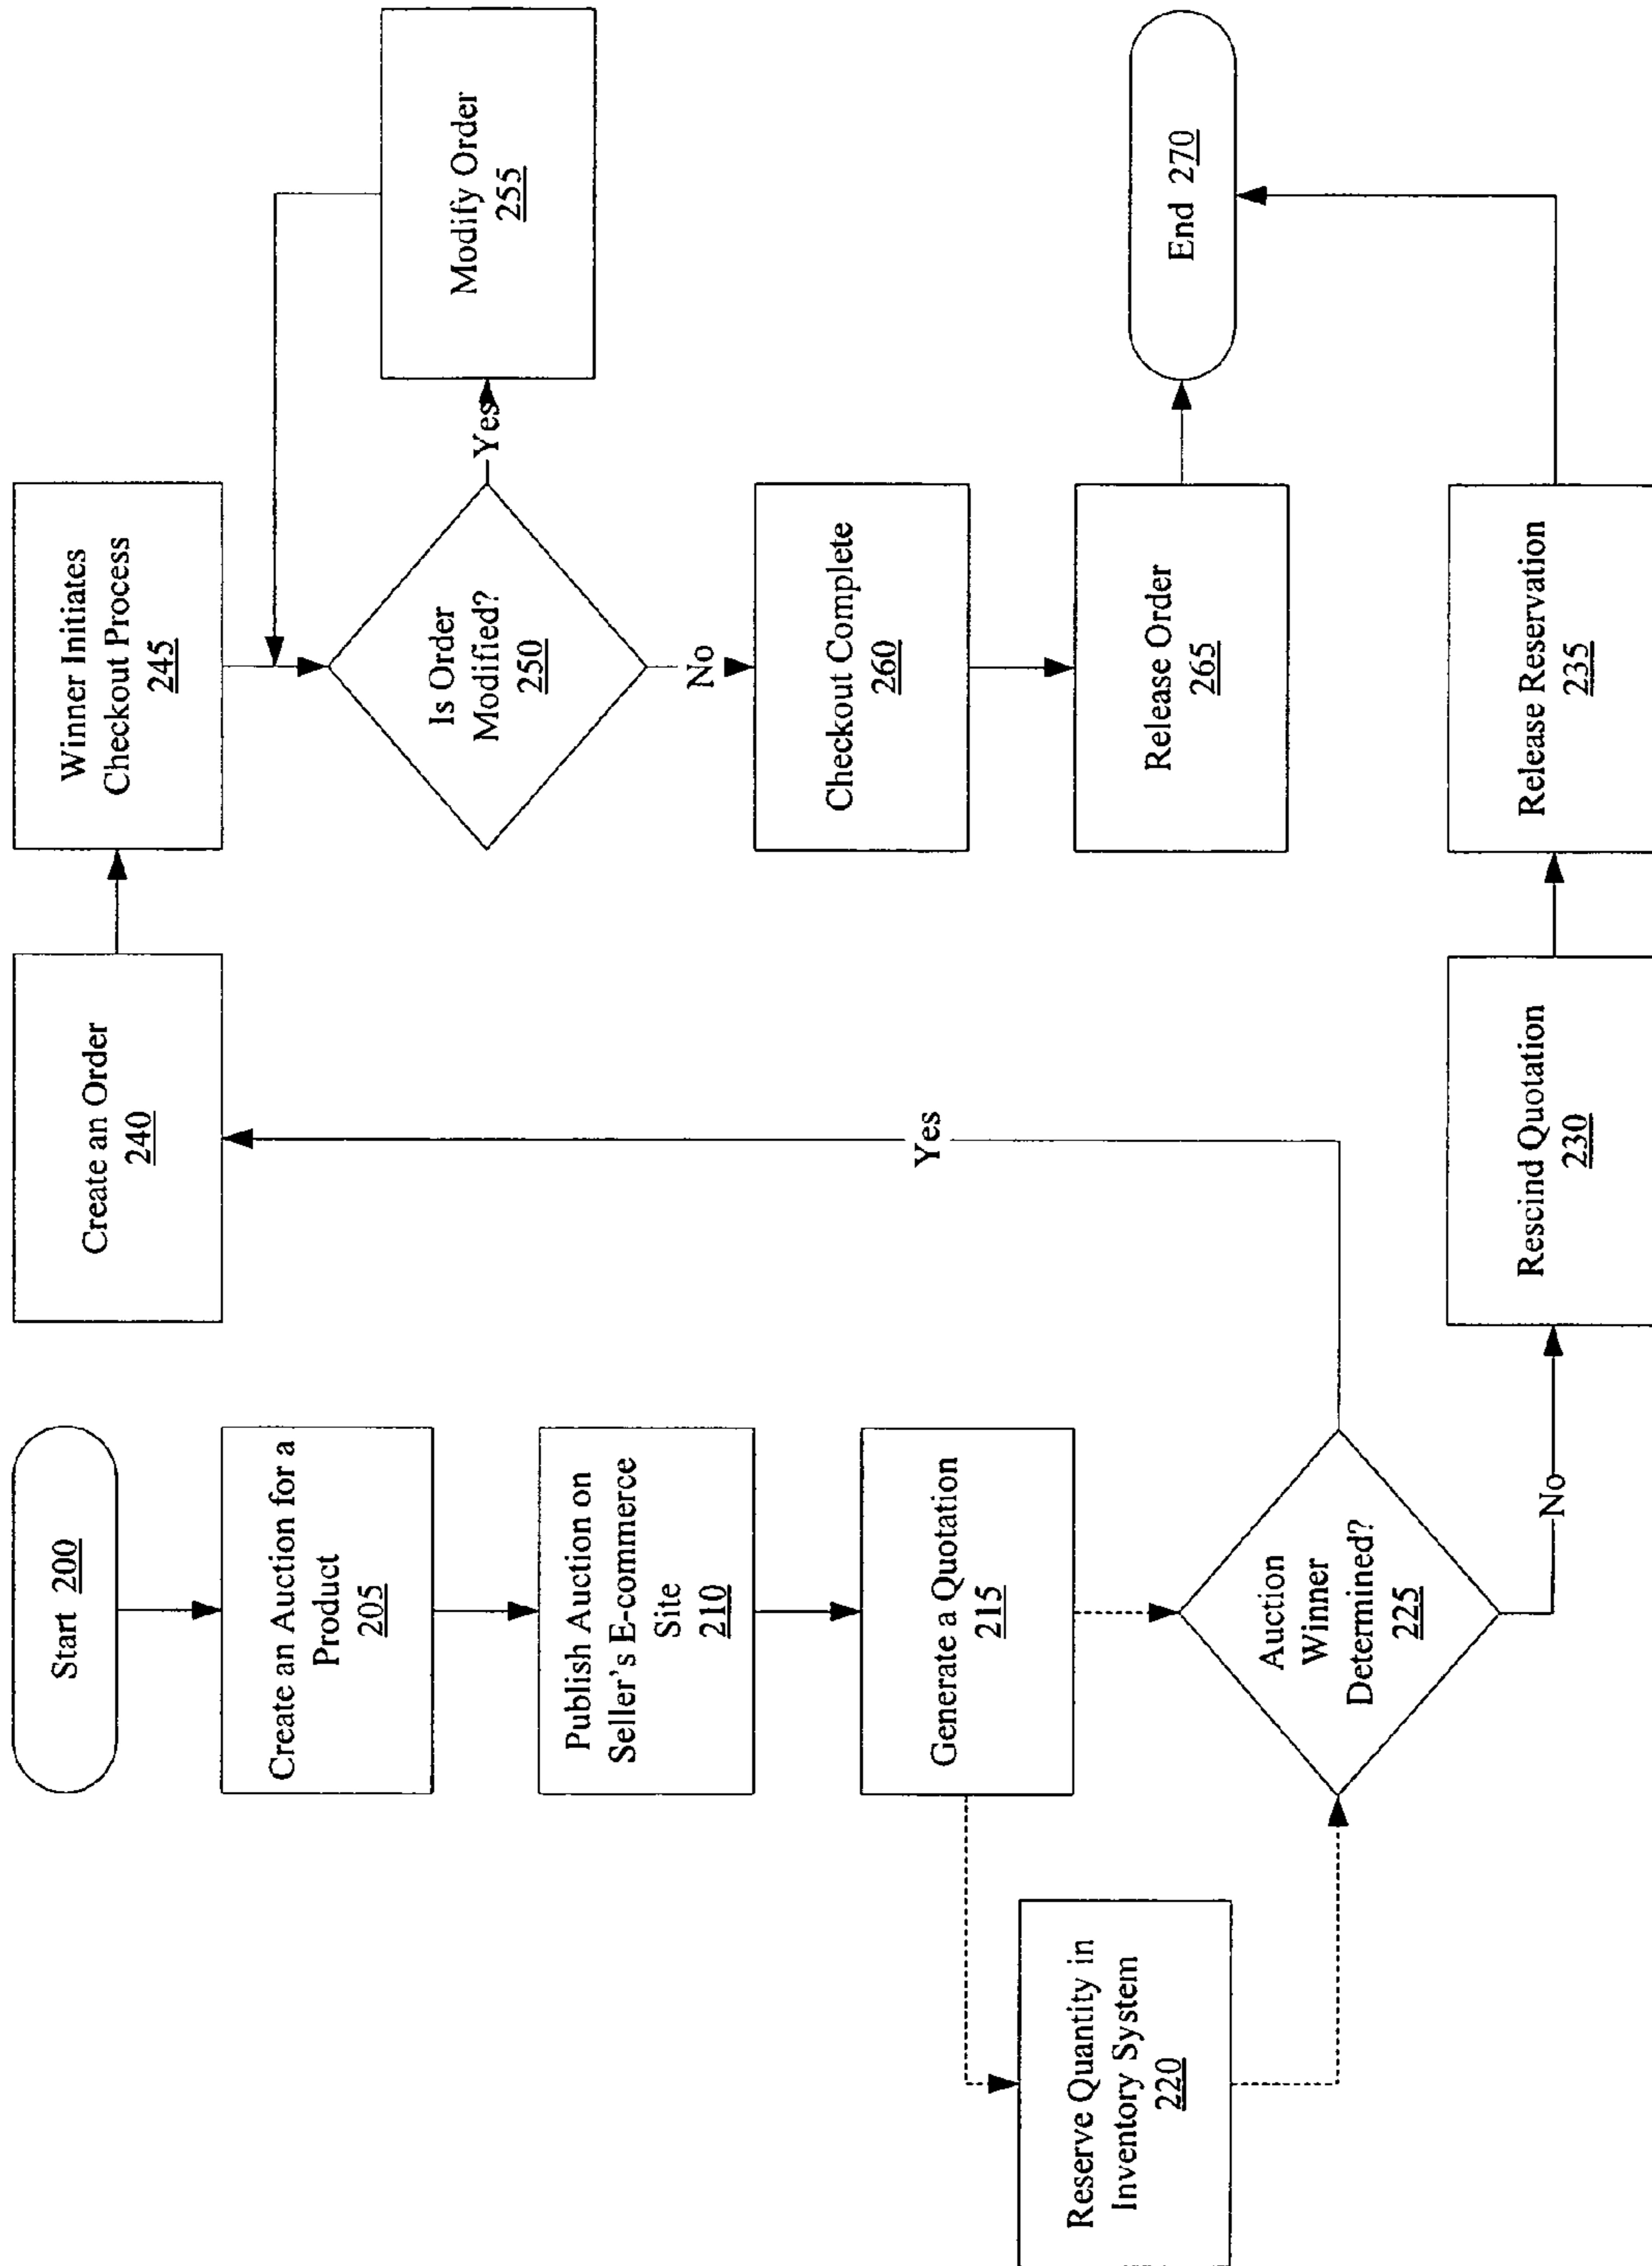 Start 200
Create an Auction for a
Product
205
Publish Auction on
Seller's E-commerce
Site
210
Generate a Quotation
215
Reserve Quantity in
Inventory System
220
Auction
Winner
Determined?
225
No
Rescind Quotation
230
Release Reservation
235
Yes
Create an Order
240
Winner Initiates
Checkout Process
245
Is Order
Modified?
250
Yes
Modify Order
255
No
Checkout Complete
260
Release Order
265
End 270